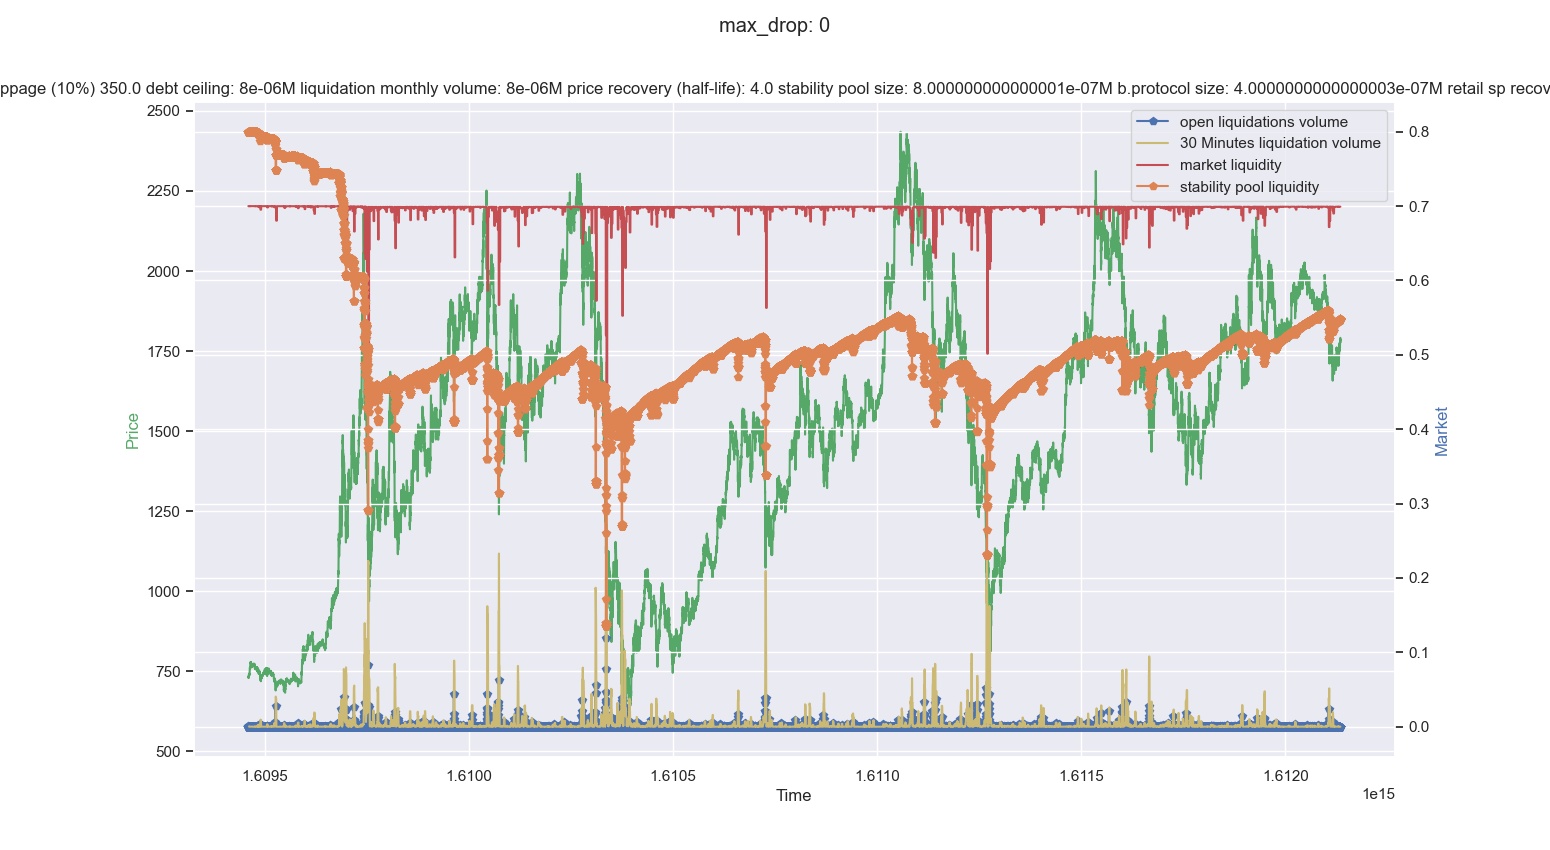 max_drop: 0
ppage (10%) 350.0 debt ceiling: 8e-06M liquidation monthly volume: 8e-06M price recovery (half-life): 4.0 stability pool size: 8.000000000000001e-07M b.protocol size: 4.0000000000000003e-07M retail sp recov
open liquidations volume
30 Minutes liquidation volume
market liquidity
stability pool liquidity
2500
2250
2000
1750
1500
1250
1000
750
500
Price
0.8
0.7
0.6
0.5
0.4
0.3
0.2
0.1
0.0
Market
1.6095 1.6100 1.6105 1.6110 1.6115 1.6120
Time
1e15